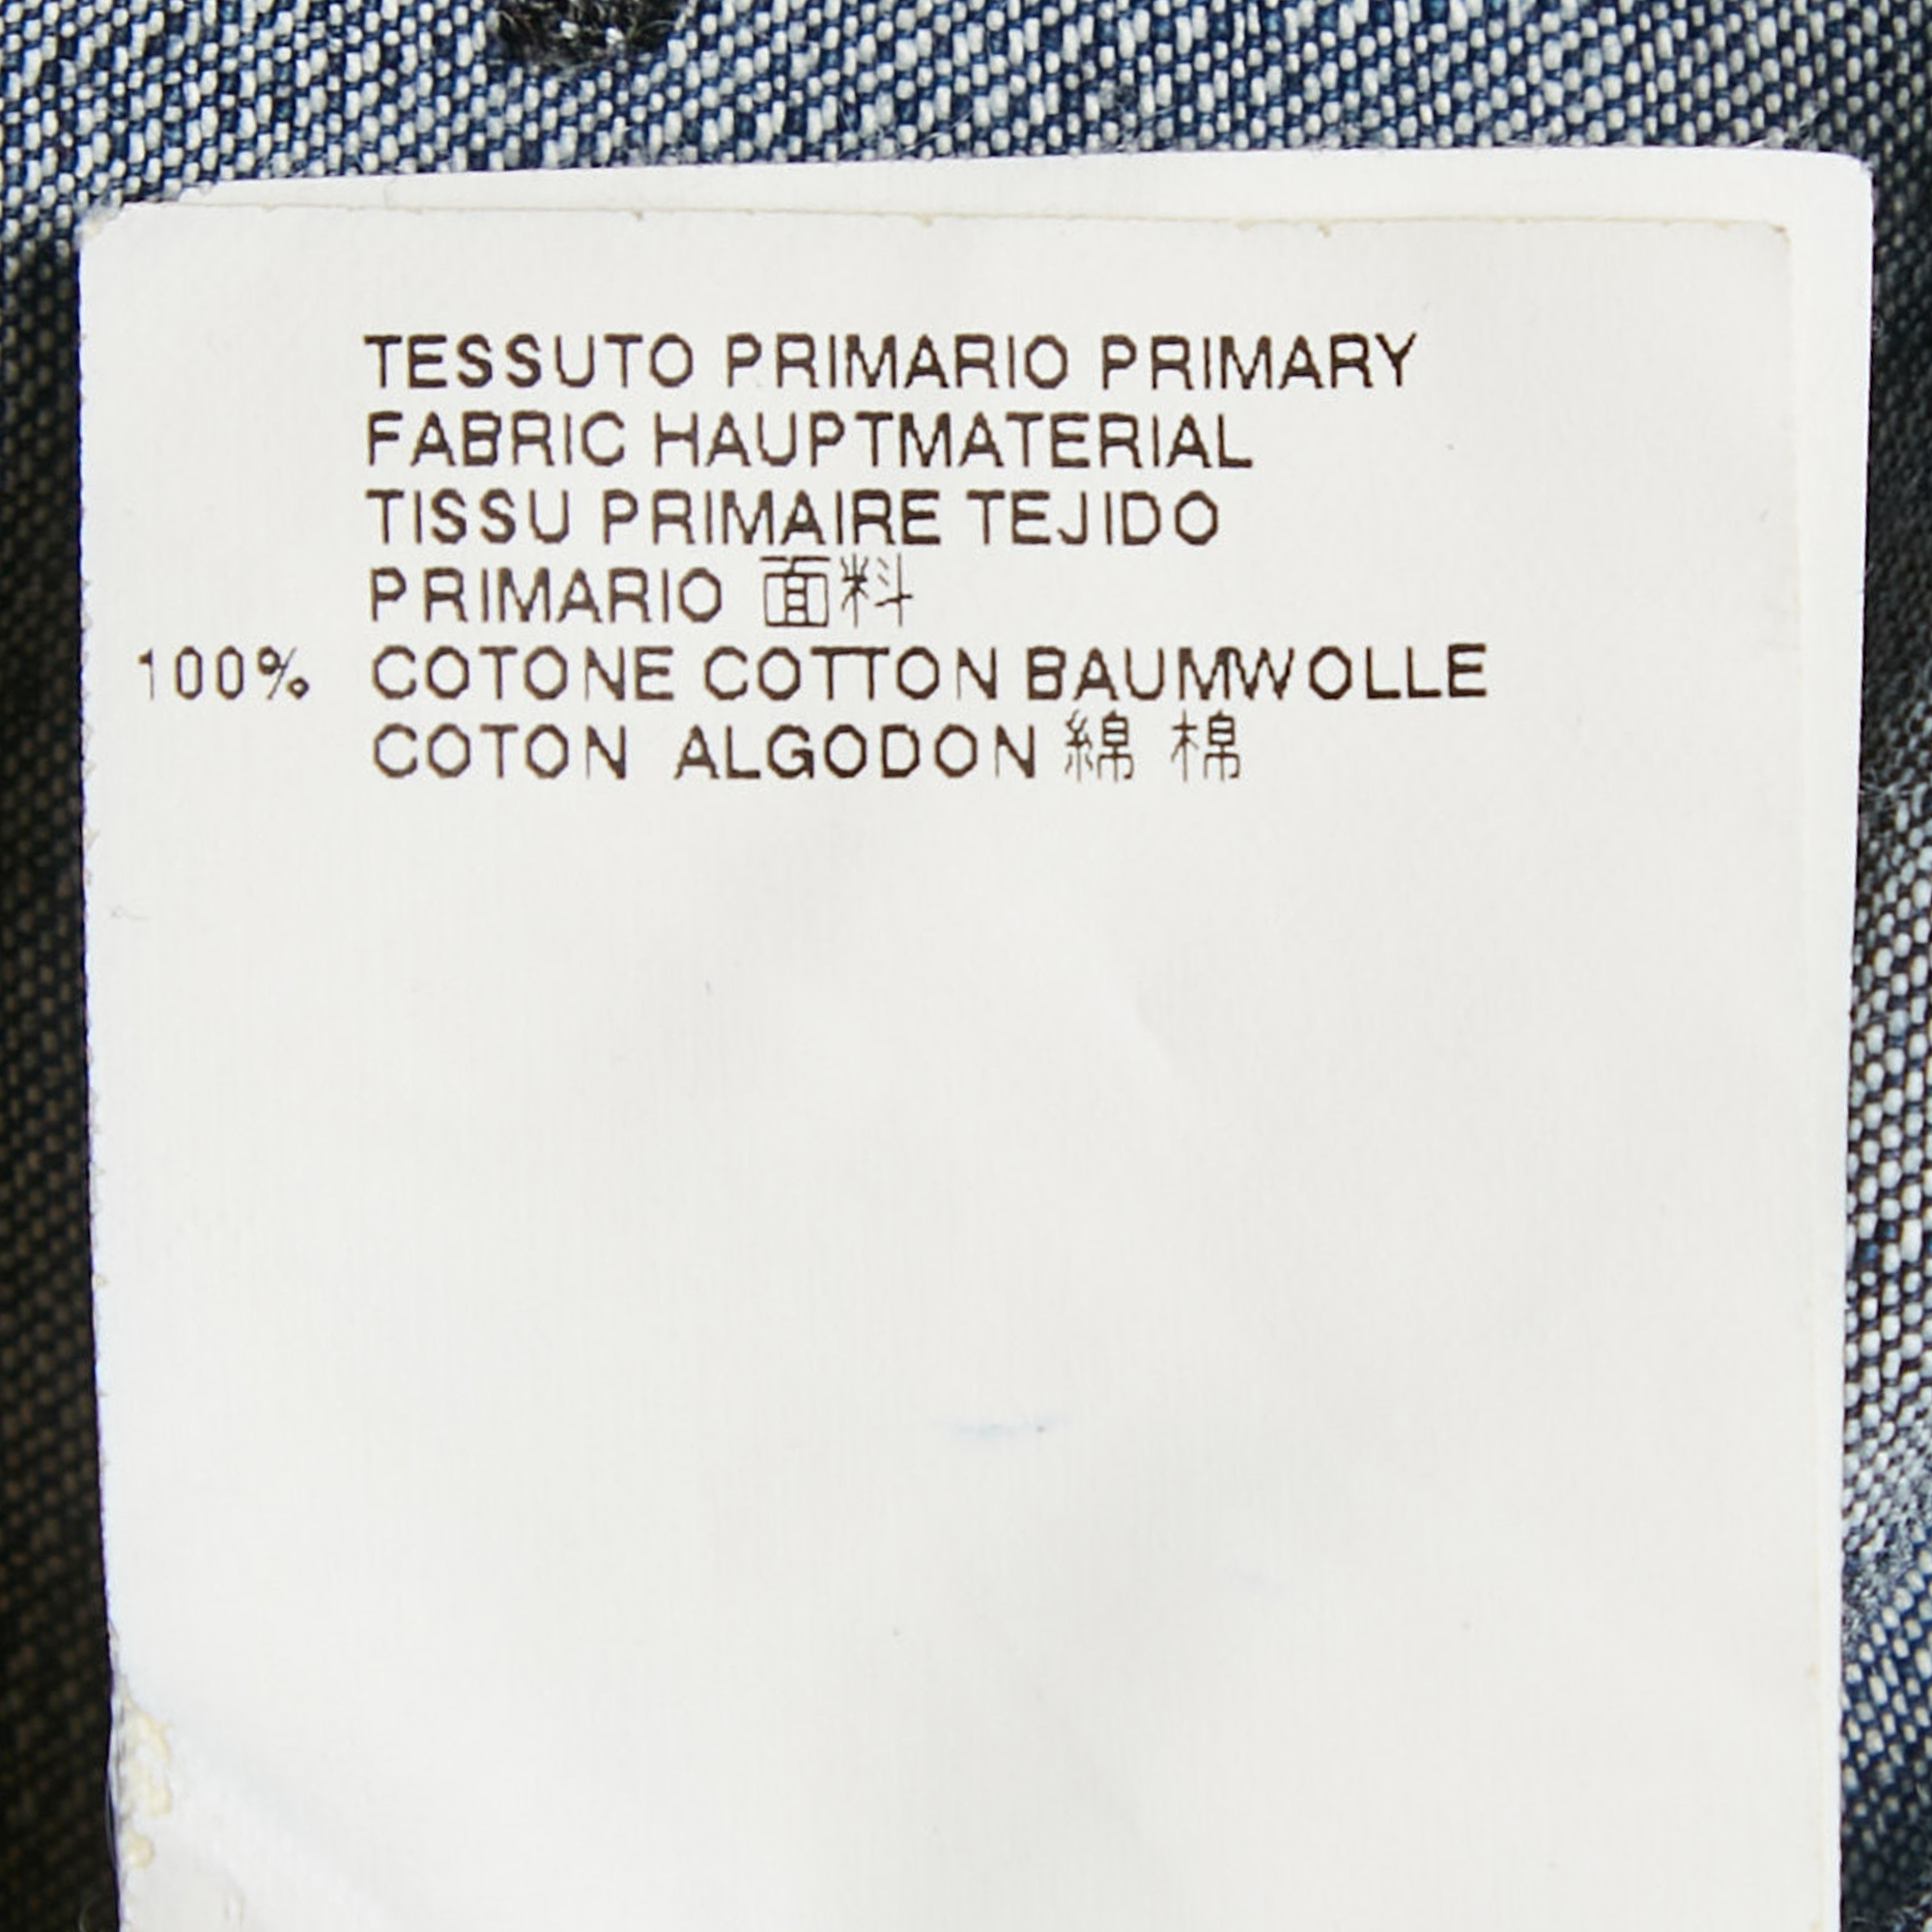 TESSUTO PRIMARIO PRIMARY
FABRIC HAUPTMATERIAL
TISSU PRIMAIRE TEJIDO
PRIMARIO 面料
100% COTONE COTTON BAUMWOLLE
COTON ALGODON 綿 棉